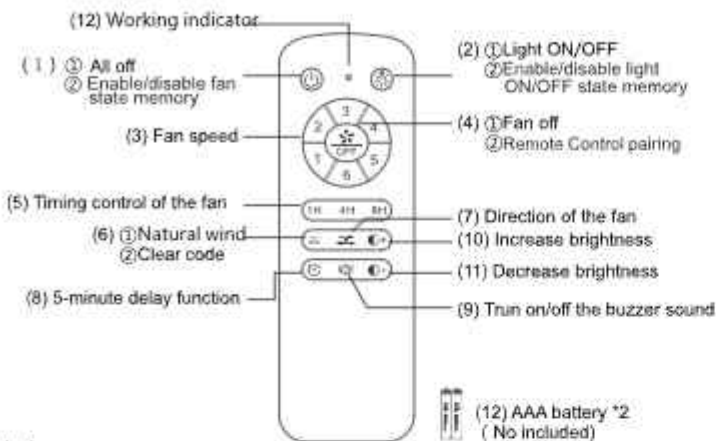 (12) Working indicator
(1) ① All off
② Enable/disable fan
state memory
(2) ①Light ON/OFF
②Enable/disable light
ON/OFF state memory
(3) Fan speed
1 2 3 4 5 6
OFF
(4) ①Fan off
②Remote Control pairing
(5) Timing control of the fan
1H 4H 8H
(6) ①Natural wind
②Clear code
(7) Direction of the fan
(10) Increase brightness
(11) Decrease brightness
(8) 5-minute delay function
(9) Trun on/off the buzzer sound
(12) AAA battery *2
( No included)